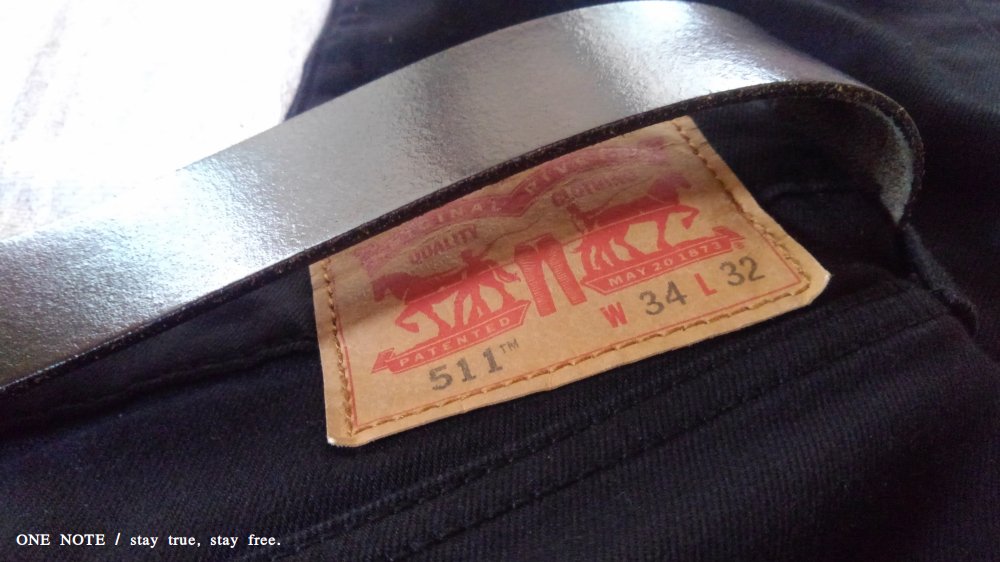 QUALITY
PATENTED
MAY 20 1873
511™
W 34 L 32
ONE NOTE / stay true, stay free.